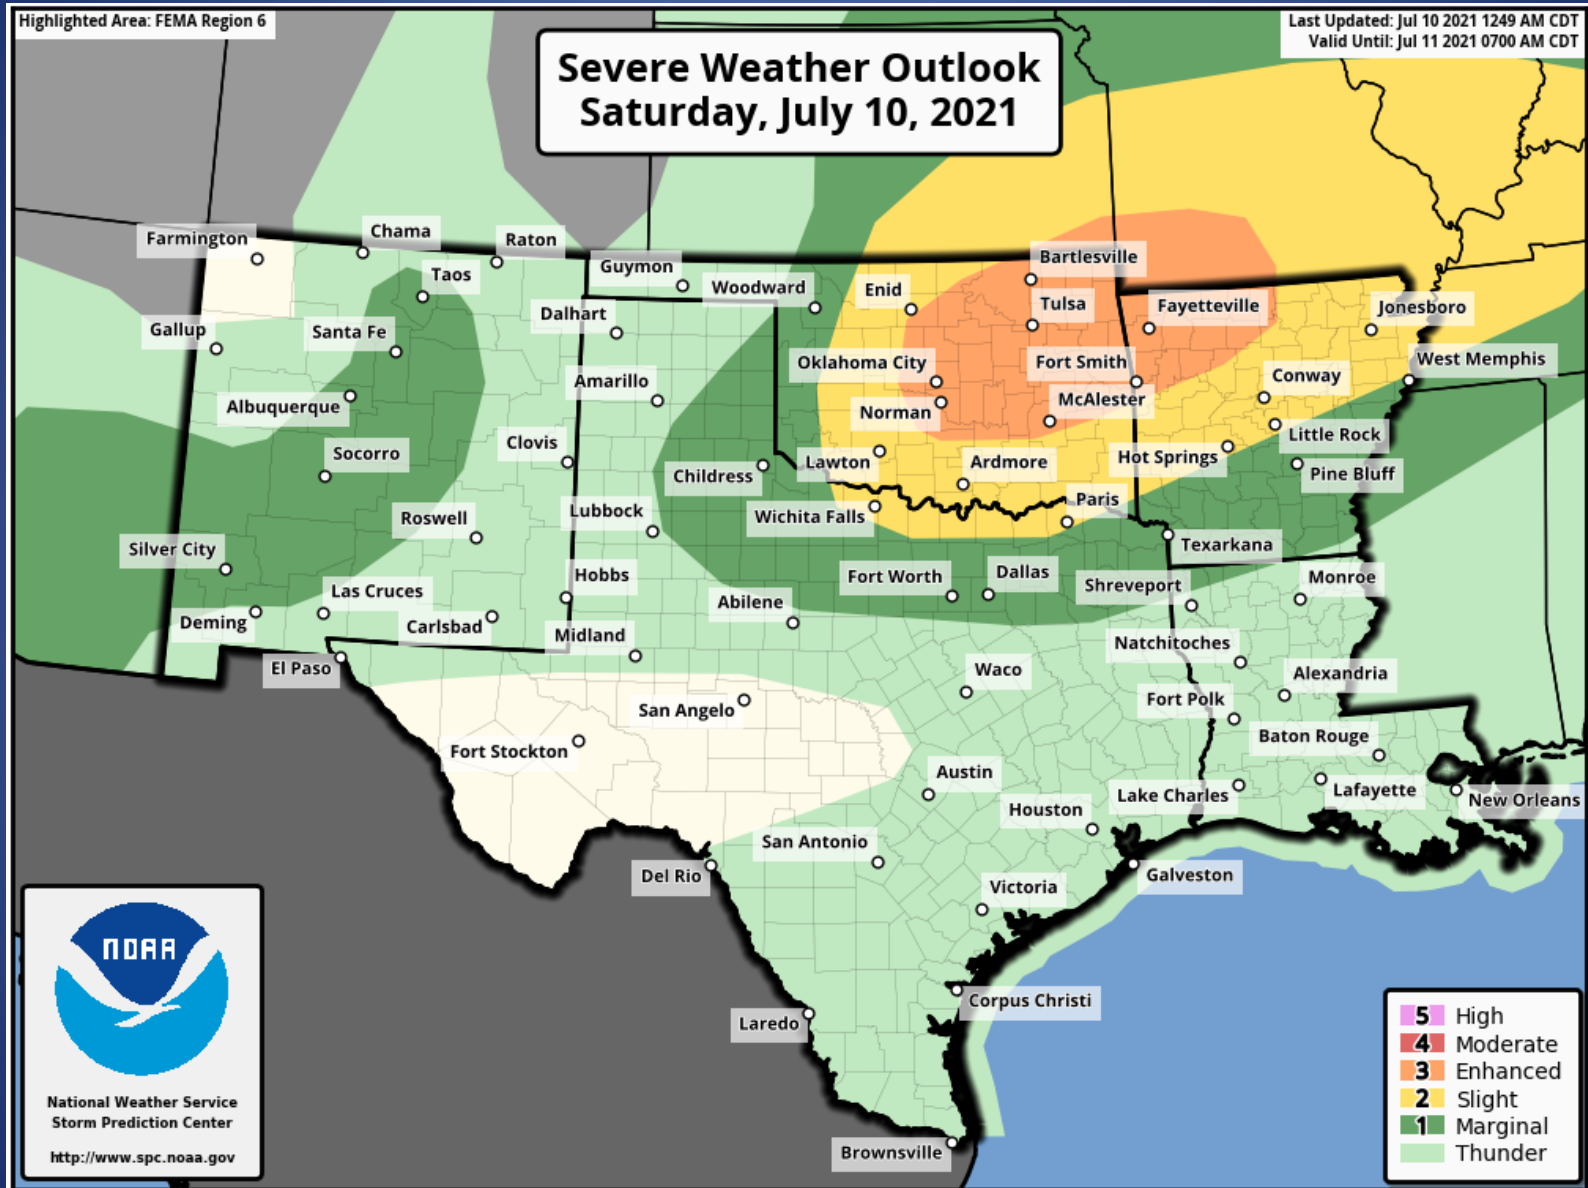 Highlighted Area: FEMA Region 6
Last Updated: Jul 10 2021 1249 AM CDT
Valid Until: Jul 11 2021 0700 AM CDT
Severe Weather Outlook
Saturday, July 10, 2021
Farmington
Chama
Raton
Taos
Guymon
Woodward
Enid
Bartlesville
Gallup
Santa Fe
Dalhart
Tulsa
Fayetteville
Jonesboro
Oklahoma City
Fort Smith
West Memphis
Amarillo
Albuquerque
Norman
McAlester
Conway
Clovis
Socorro
Childress
Lawton
Ardmore
Hot Springs
Little Rock
Pine Bluff
Roswell
Lubbock
Wichita Falls
Paris
Silver City
Texarkana
Las Cruces
Hobbs
Fort Worth
Dallas
Shreveport
Monroe
Deming
Carlsbad
Abilene
Midland
Natchitoches
El Paso
Waco
Alexandria
San Angelo
Fort Polk
Fort Stockton
Baton Rouge
Austin
Houston
Lake Charles
Lafayette
New Orleans
San Antonio
Del Rio
Galveston
Victoria
Corpus Christi
Laredo
Brownsville
NOAA
National Weather Service
Storm Prediction Center
http://www.spc.noaa.gov
5 High
4 Moderate
3 Enhanced
2 Slight
1 Marginal
Thunder